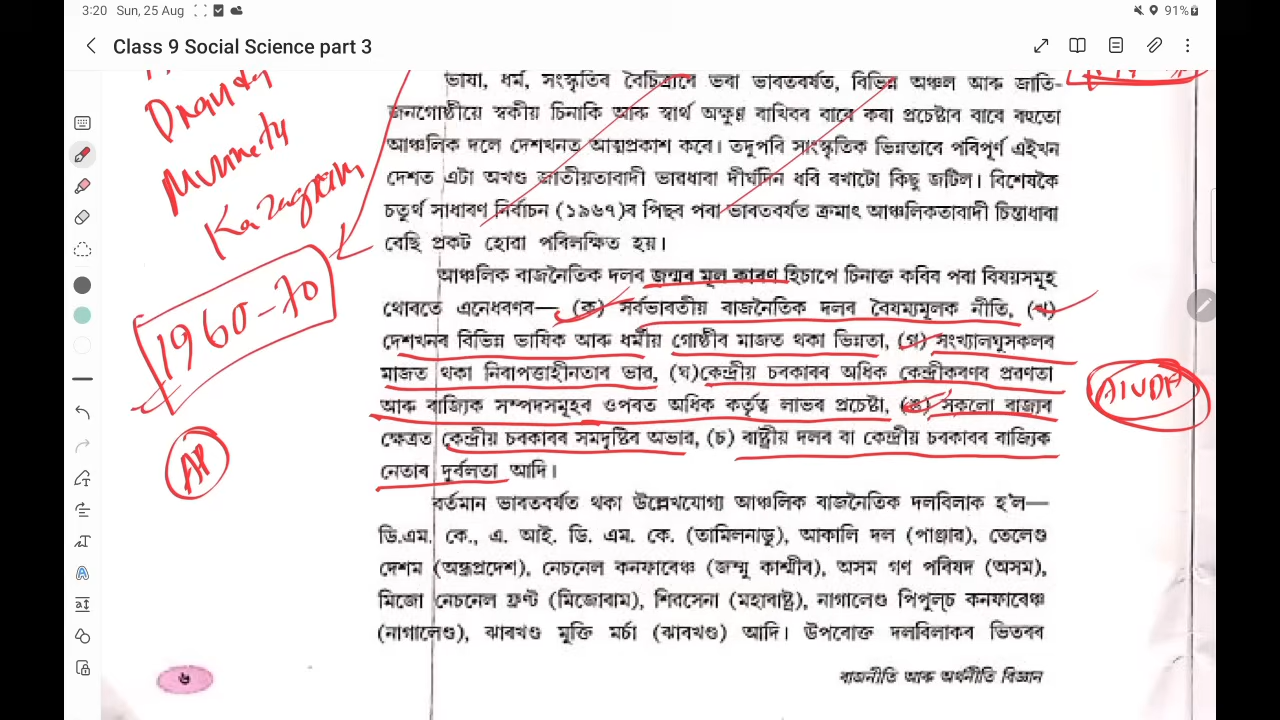 3:20 Sun, 25 Aug
91%
Class 9 Social Science part 3
ভাষা, ধৰ্ম, সংস্কৃতিৰ বৈচিত্ৰ্যৰে ভৰা ভাৰতবৰ্ষত, বিভিন্ন অঞ্চল আৰু জাতি-
জনগোষ্ঠীয়ে স্বকীয় চিনাকি আৰু স্বাৰ্থ অক্ষুণ্ণ ৰাখিবৰ বাবে কৰা প্ৰচেষ্টাৰ বাবে বহুতো
আঞ্চলিক দলে দেশখনত আত্মপ্ৰকাশ কৰে। তদুপৰি সাংস্কৃতিক ভিন্নতাৰে পৰিপূৰ্ণ এইখন
দেশত এটা অখণ্ড জাতীয়তাবাদী ভাৱধাৰা দীৰ্ঘদিন ধৰি ৰখাটো কিছু জটিল। বিশেষকৈ
চতুৰ্থ সাধাৰণ নিৰ্বাচন (১৯৬৭)ৰ পিছৰ পৰা ভাৰতবৰ্ষত ক্ৰমাৎ আঞ্চলিকতাবাদী চিন্তাধাৰা
বেছি প্ৰকট হোৱা পৰিলক্ষিত হয়।
1960-70
আঞ্চলিক ৰাজনৈতিক দলৰ জন্মৰ মূল কাৰণ হিচাপে চিনাক্ত কৰিব পৰা বিষয়সমূহ
থোৰতে এনেধৰণৰ— (ক) সৰ্বভাৰতীয় ৰাজনৈতিক দলৰ বৈষম্যমূলক নীতি, (খ)
দেশখনৰ বিভিন্ন ভাষিক আৰু ধৰ্মীয় গোষ্ঠীৰ মাজত থকা ভিন্নতা, (গ) সংখ্যালঘুসকলৰ
মাজত থকা নিৰাপত্তাহীনতাৰ ভাৱ, (ঘ)কেন্দ্ৰীয় চৰকাৰৰ অধিক কেন্দ্ৰীকৰণৰ প্ৰৱণতা
AIUDF
আৰু ৰাজ্যিক সম্পদসমূহৰ ওপৰত অধিক কৰ্তৃত্ব লাভৰ প্ৰচেষ্টা, (ঙ) সকলো ৰাজ্যৰ
ক্ষেত্ৰত কেন্দ্ৰীয় চৰকাৰৰ সমদৃষ্টিৰ অভাৱ, (চ) ৰাষ্ট্ৰীয় দলৰ বা কেন্দ্ৰীয় চৰকাৰৰ ৰাজ্যিক
নেতাৰ দুৰ্বলতা আদি।
বৰ্তমান ভাৰতবৰ্ষত থকা উল্লেখযোগ্য আঞ্চলিক ৰাজনৈতিক দলবিলাক হ'ল—
ডি.এম. কে., এ. আই. ডি. এম. কে. (তামিলনাডু), আকালি দল (পাঞ্জাৱ), তেলেগু
দেশম (অন্ধ্ৰপ্ৰদেশ), নেচনেল কনফাৰেঞ্চ (জম্মু কাশ্মীৰ), অসম গণ পৰিষদ (অসম),
মিজো নেচনেল ফ্ৰণ্ট (মিজোৰাম), শিৱসেনা (মহাৰাষ্ট্ৰ), নাগালেণ্ড পিপুল্চ কনফাৰেঞ্চ
(নাগালেণ্ড), ঝাৰখণ্ড মুক্তি মৰ্চা (ঝাৰখণ্ড) আদি। উপৰোক্ত দলবিলাকৰ ভিতৰৰ
৬
ৰাজনীতি আৰু অৰ্থনীতি বিজ্ঞান